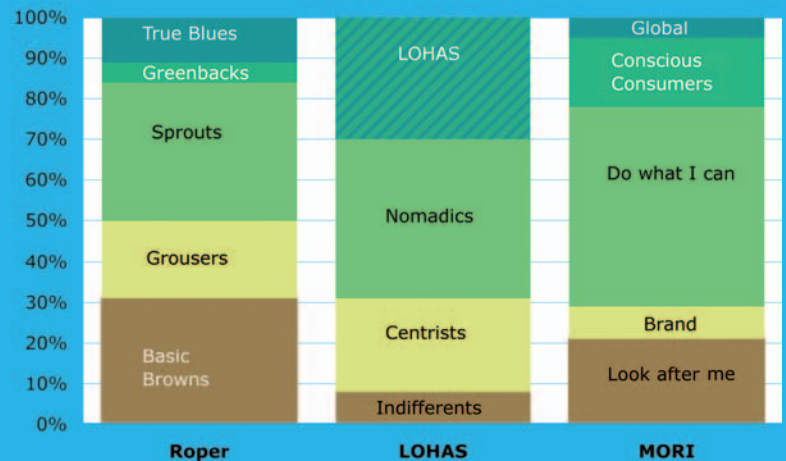 100%
90%
80%
70%
60%
50%
40%
30%
20%
10%
0%
True Blues
Greenbacks
Sprouts
Grousers
Basic
Browns
LOHAS
Nomadics
Centrists
Indifferents
Global
Conscious
Consumers
Do what I can
Brand
Look after me
Roper
LOHAS
MORI